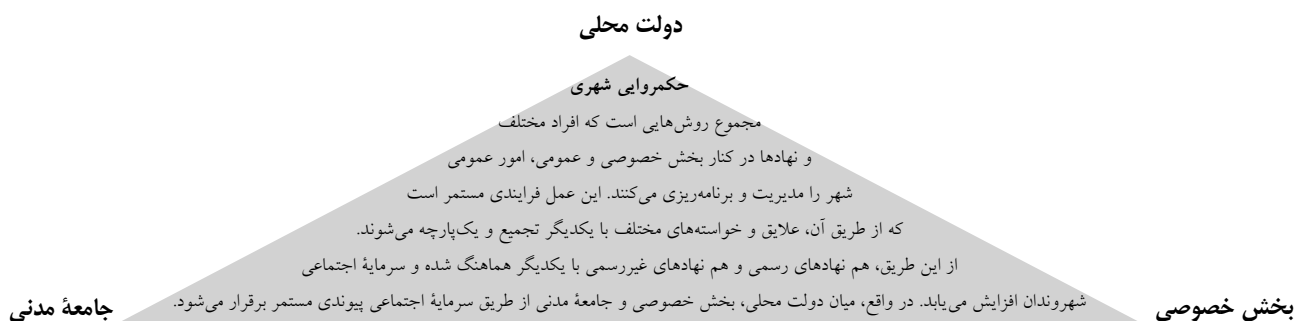 دولت محلی
حکمروایی شهری
مجموع روش‌هایی است که افراد مختلف
و نهادها در کنار بخش خصوصی و عمومی، امور عمومی
شهر را مدیریت و برنامه‌ریزی می‌کنند. این عمل فرایندی مستمر است
که از طریق آن، علایق و خواسته‌های مختلف با یکدیگر تجمیع و یک‌پارچه می‌شوند.
از این طریق، هم نهادهای رسمی و هم نهادهای غیررسمی با یکدیگر هماهنگ شده و سرمایۀ اجتماعی
شهروندان افزایش می‌یابد. در واقع، میان دولت محلی، بخش خصوصی و جامعۀ مدنی از طریق سرمایۀ اجتماعی پیوندی مستمر برقرار می‌شود.
بخش خصوصی
جامعۀ مدنی